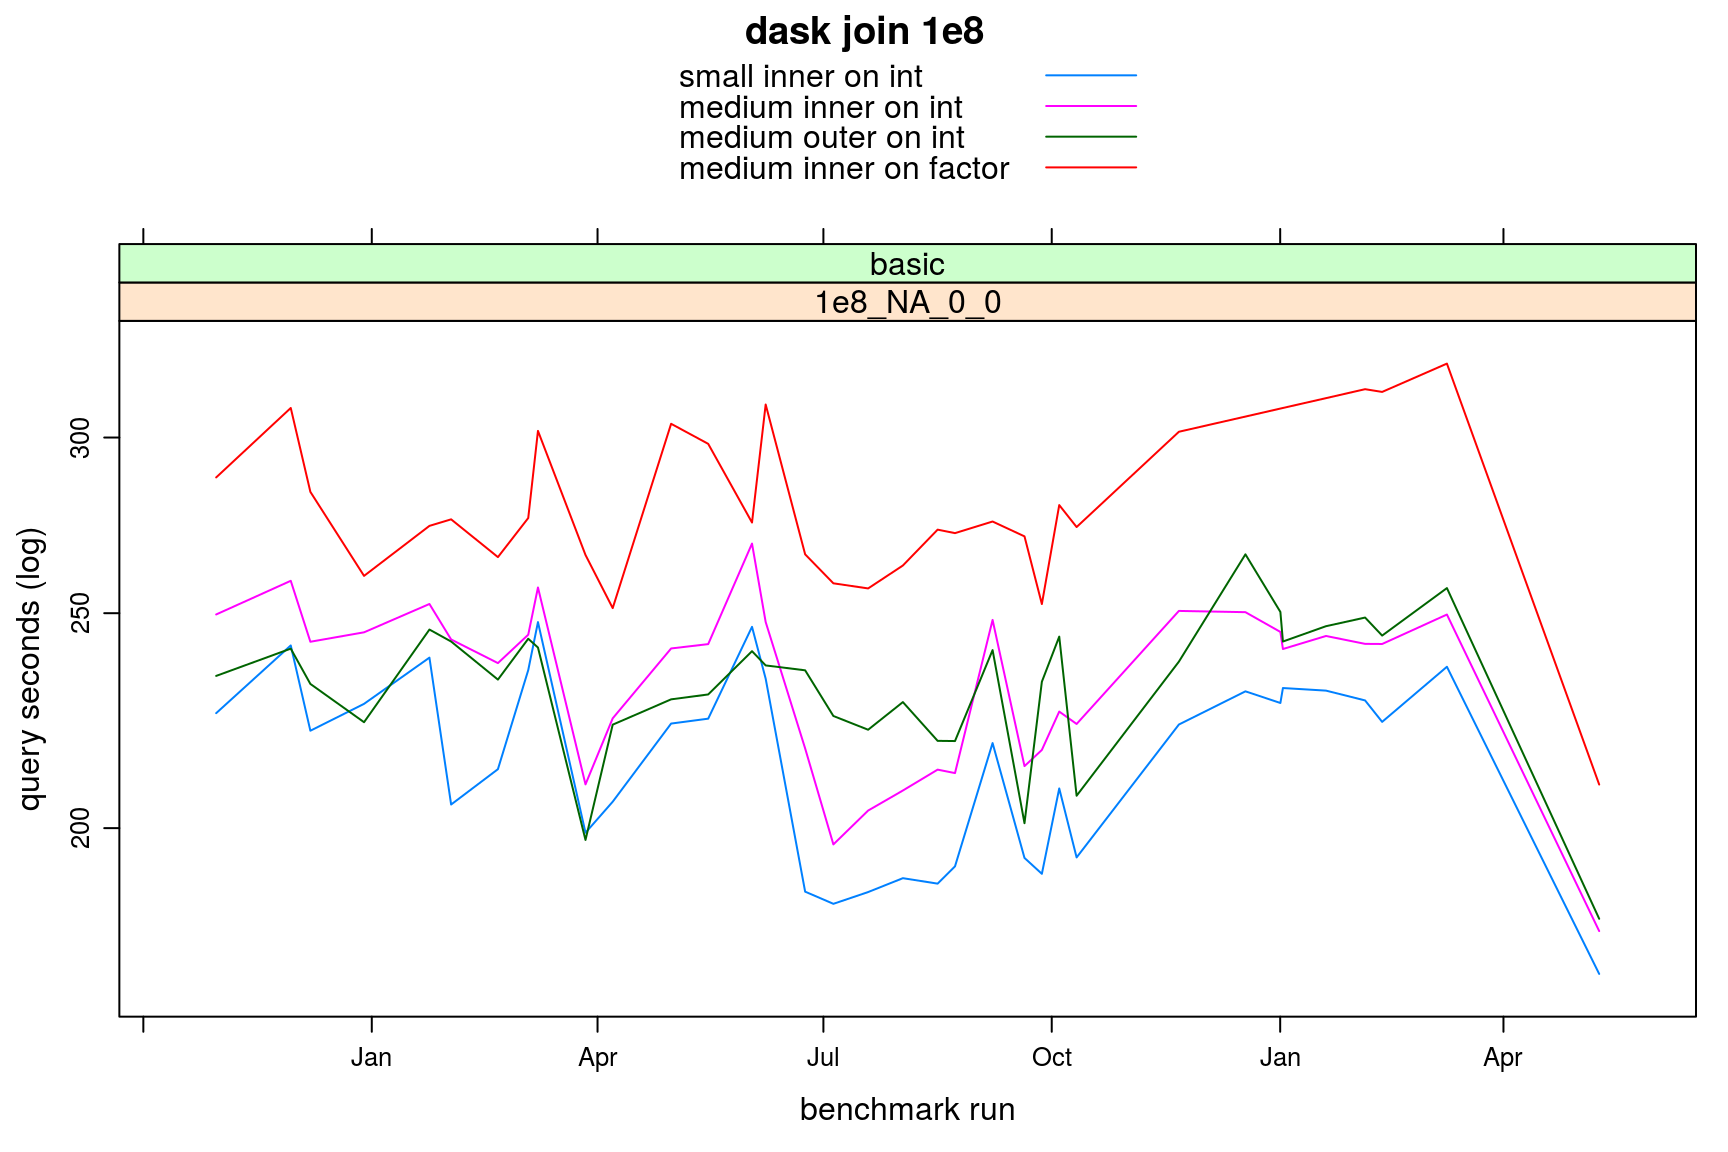 dask join 1e8
small inner on int
medium inner on int
medium outer on int
medium inner on factor
basic
1e8_NA_0_0
query seconds (log)
300
250
200
Jan Apr Jul Oct Jan Apr
benchmark run